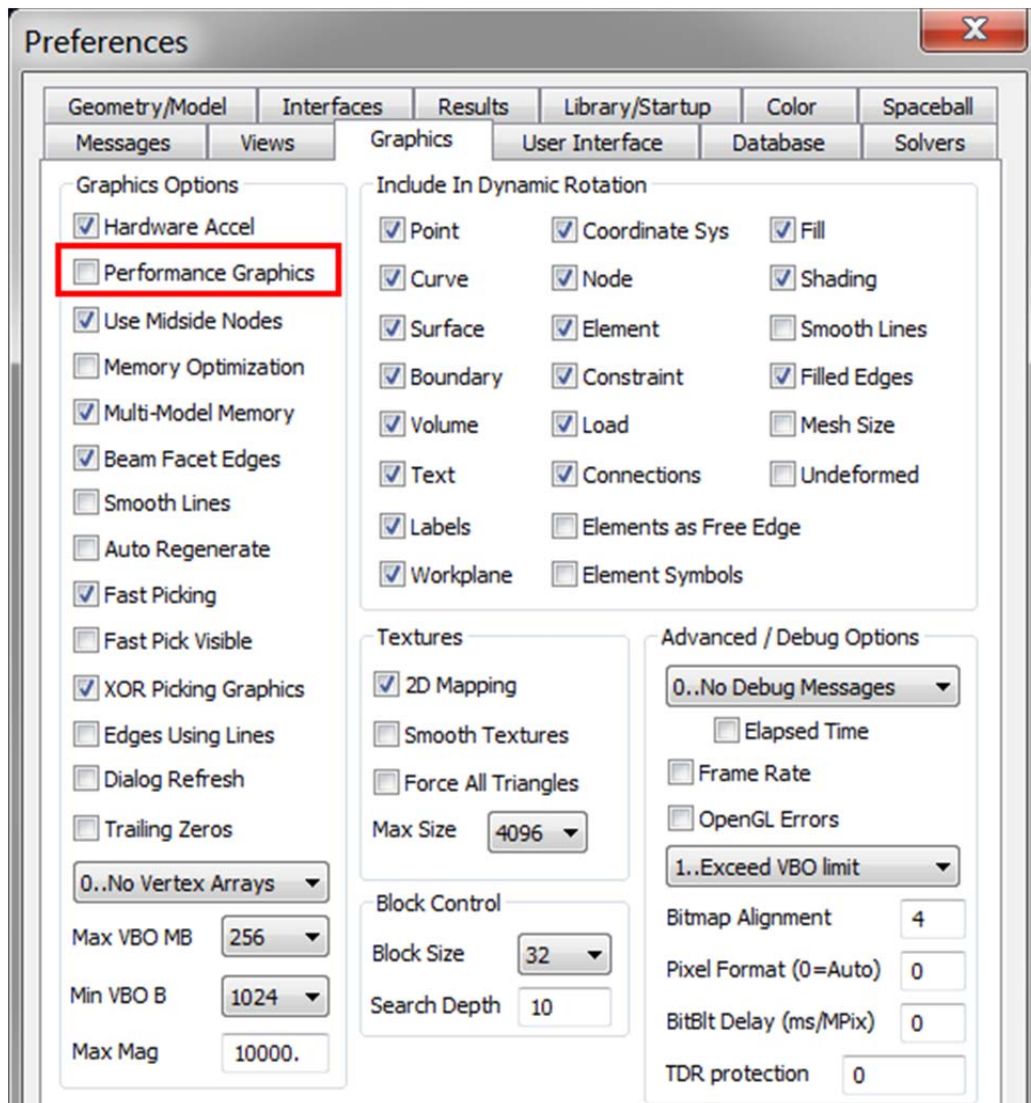 Preferences
Geometry/Model Interfaces Results Library/Startup Color Spaceball
Messages Views Graphics User Interface Database Solvers
Graphics Options
Hardware Accel
Performance Graphics
Use Midside Nodes
Memory Optimization
Multi-Model Memory
Beam Facet Edges
Smooth Lines
Auto Regenerate
Fast Picking
Fast Pick Visible
XOR Picking Graphics
Edges Using Lines
Dialog Refresh
Trailing Zeros
0..No Vertex Arrays
Max VBO MB 256
Min VBO B 1024
Max Mag 10000.
Include In Dynamic Rotation
Point Coordinate Sys Fill
Curve Node Shading
Surface Element Smooth Lines
Boundary Constraint Filled Edges
Volume Load Mesh Size
Text Connections Undeformed
Labels Elements as Free Edge
Workplane Element Symbols
Textures
2D Mapping
Smooth Textures
Force All Triangles
Max Size 4096
Block Control
Block Size 32
Search Depth 10
Advanced / Debug Options
0..No Debug Messages
Elapsed Time
Frame Rate
OpenGL Errors
1..Exceed VBO limit
Bitmap Alignment 4
Pixel Format (0=Auto) 0
BitBlt Delay (ms/MPix) 0
TDR protection 0